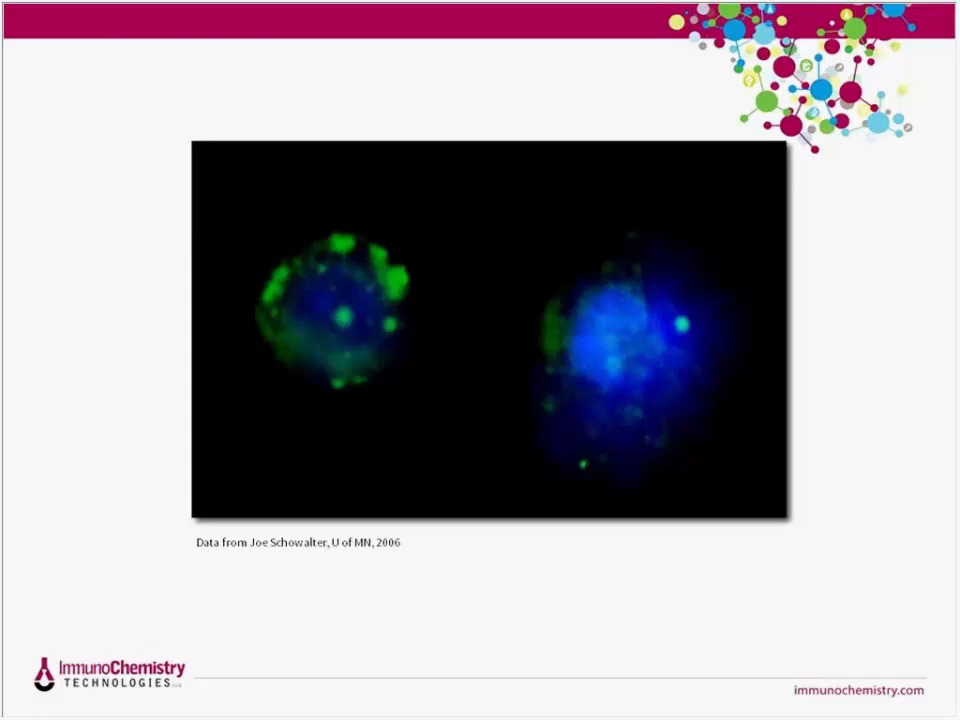 Data from Joe Schowalter, U of MN, 2006
ImmunoChemistry
TECHNOLOGIES
immunochemistry.com